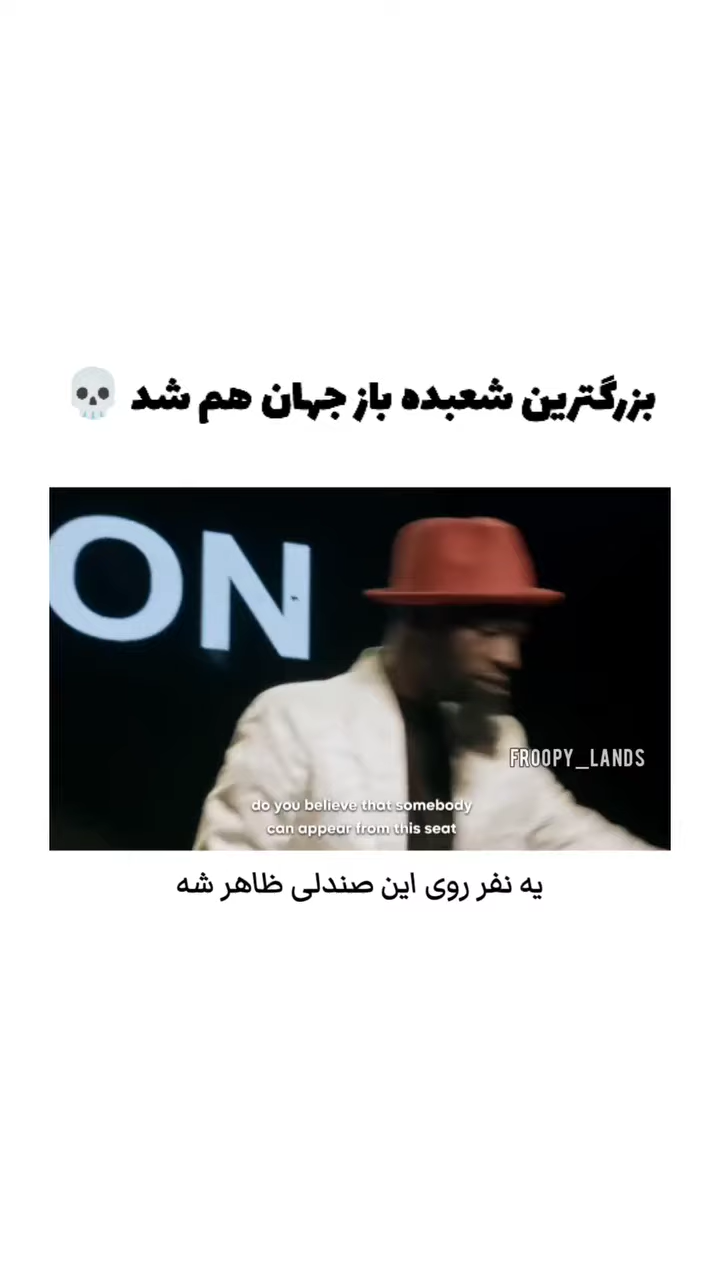 بزرگترین شعبده باز جهان هم شد 💀
ON
FROOPY_LANDS
do you believe that somebody
can appear from this seat
یه نفر روی این صندلی ظاهر شه